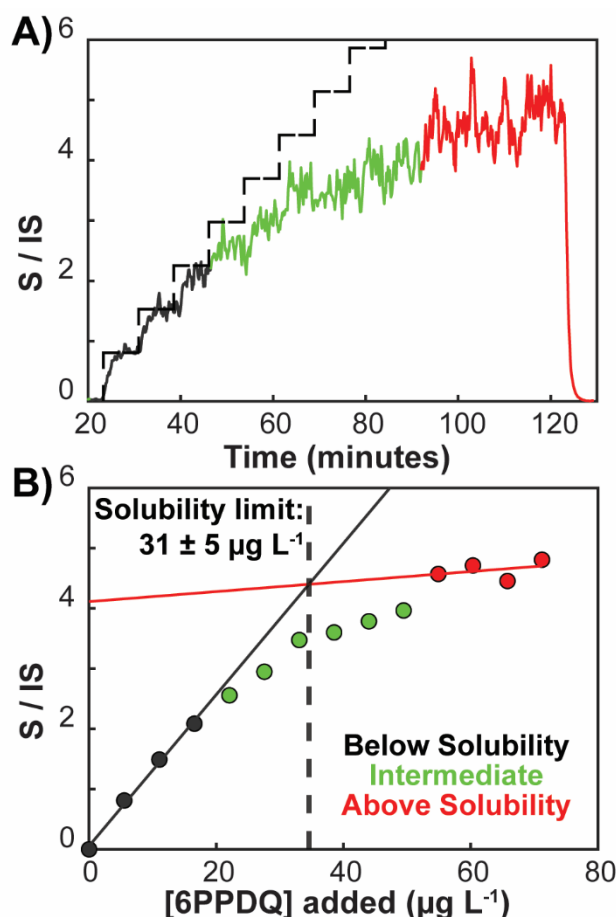 A)
6
4
2
0
S / IS
20 40 60 80 100 120
Time (minutes)
B)
6
4
2
0
S / IS
Solubility limit:
31 ± 5 µg L⁻¹
Below Solubility
Intermediate
Above Solubility
0 20 40 60 80
[6PPDQ] added (µg L⁻¹)